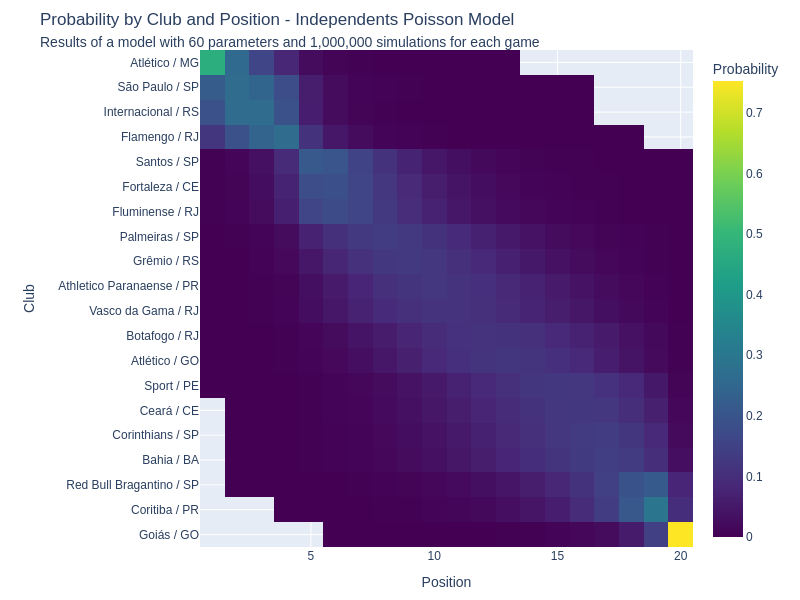 Probability by Club and Position - Independents Poisson Model
Results of a model with 60 parameters and 1,000,000 simulations for each game
Probability
Atlético / MG
São Paulo / SP
Internacional / RS
Flamengo / RJ
Santos / SP
Fortaleza / CE
Fluminense / RJ
Palmeiras / SP
Grêmio / RS
Athletico Paranaense / PR
Vasco da Gama / RJ
Botafogo / RJ
Atlético / GO
Sport / PE
Ceará / CE
Corinthians / SP
Bahia / BA
Red Bull Bragantino / SP
Coritiba / PR
Goiás / GO
Club
5 10 15 20
Position
0.7
0.6
0.5
0.4
0.3
0.2
0.1
0